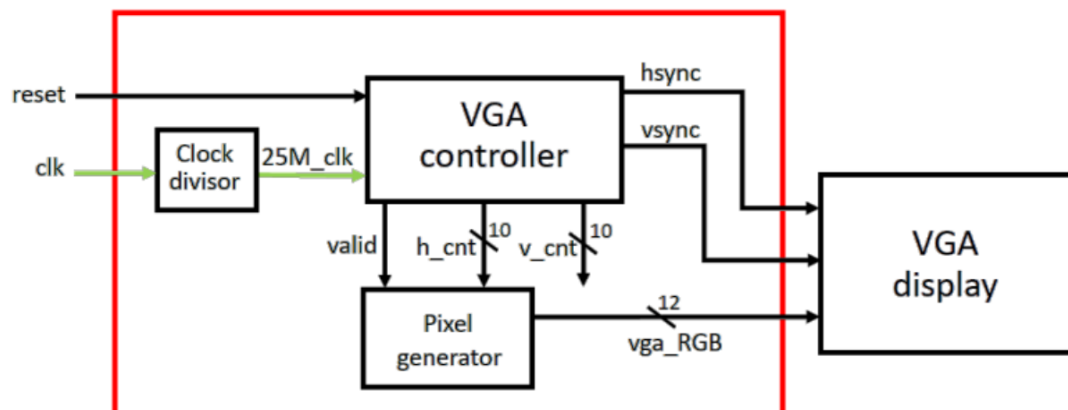 hsync
reset
VGA
controller
vsync
clk
Clock
divisor
25M_clk
valid
h_cnt
10
v_cnt
10
VGA
display
Pixel
generator
12
vga_RGB